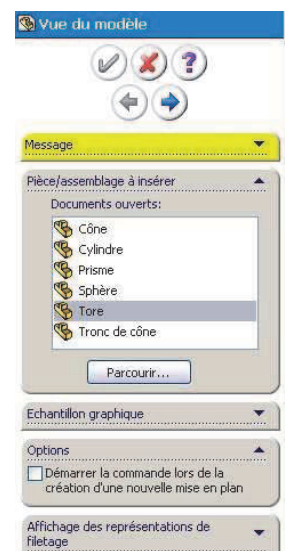 Vue du modèle
?
Message
Pièce/assemblage à insérer
Documents ouverts:
Cône
Cylindre
Prisme
Sphère
Tore
Tronc de cône
Parcourir...
Echantillon graphique
Options
Démarrer la commande lors de la
création d'une nouvelle mise en plan
Affichage des représentations de
filetage